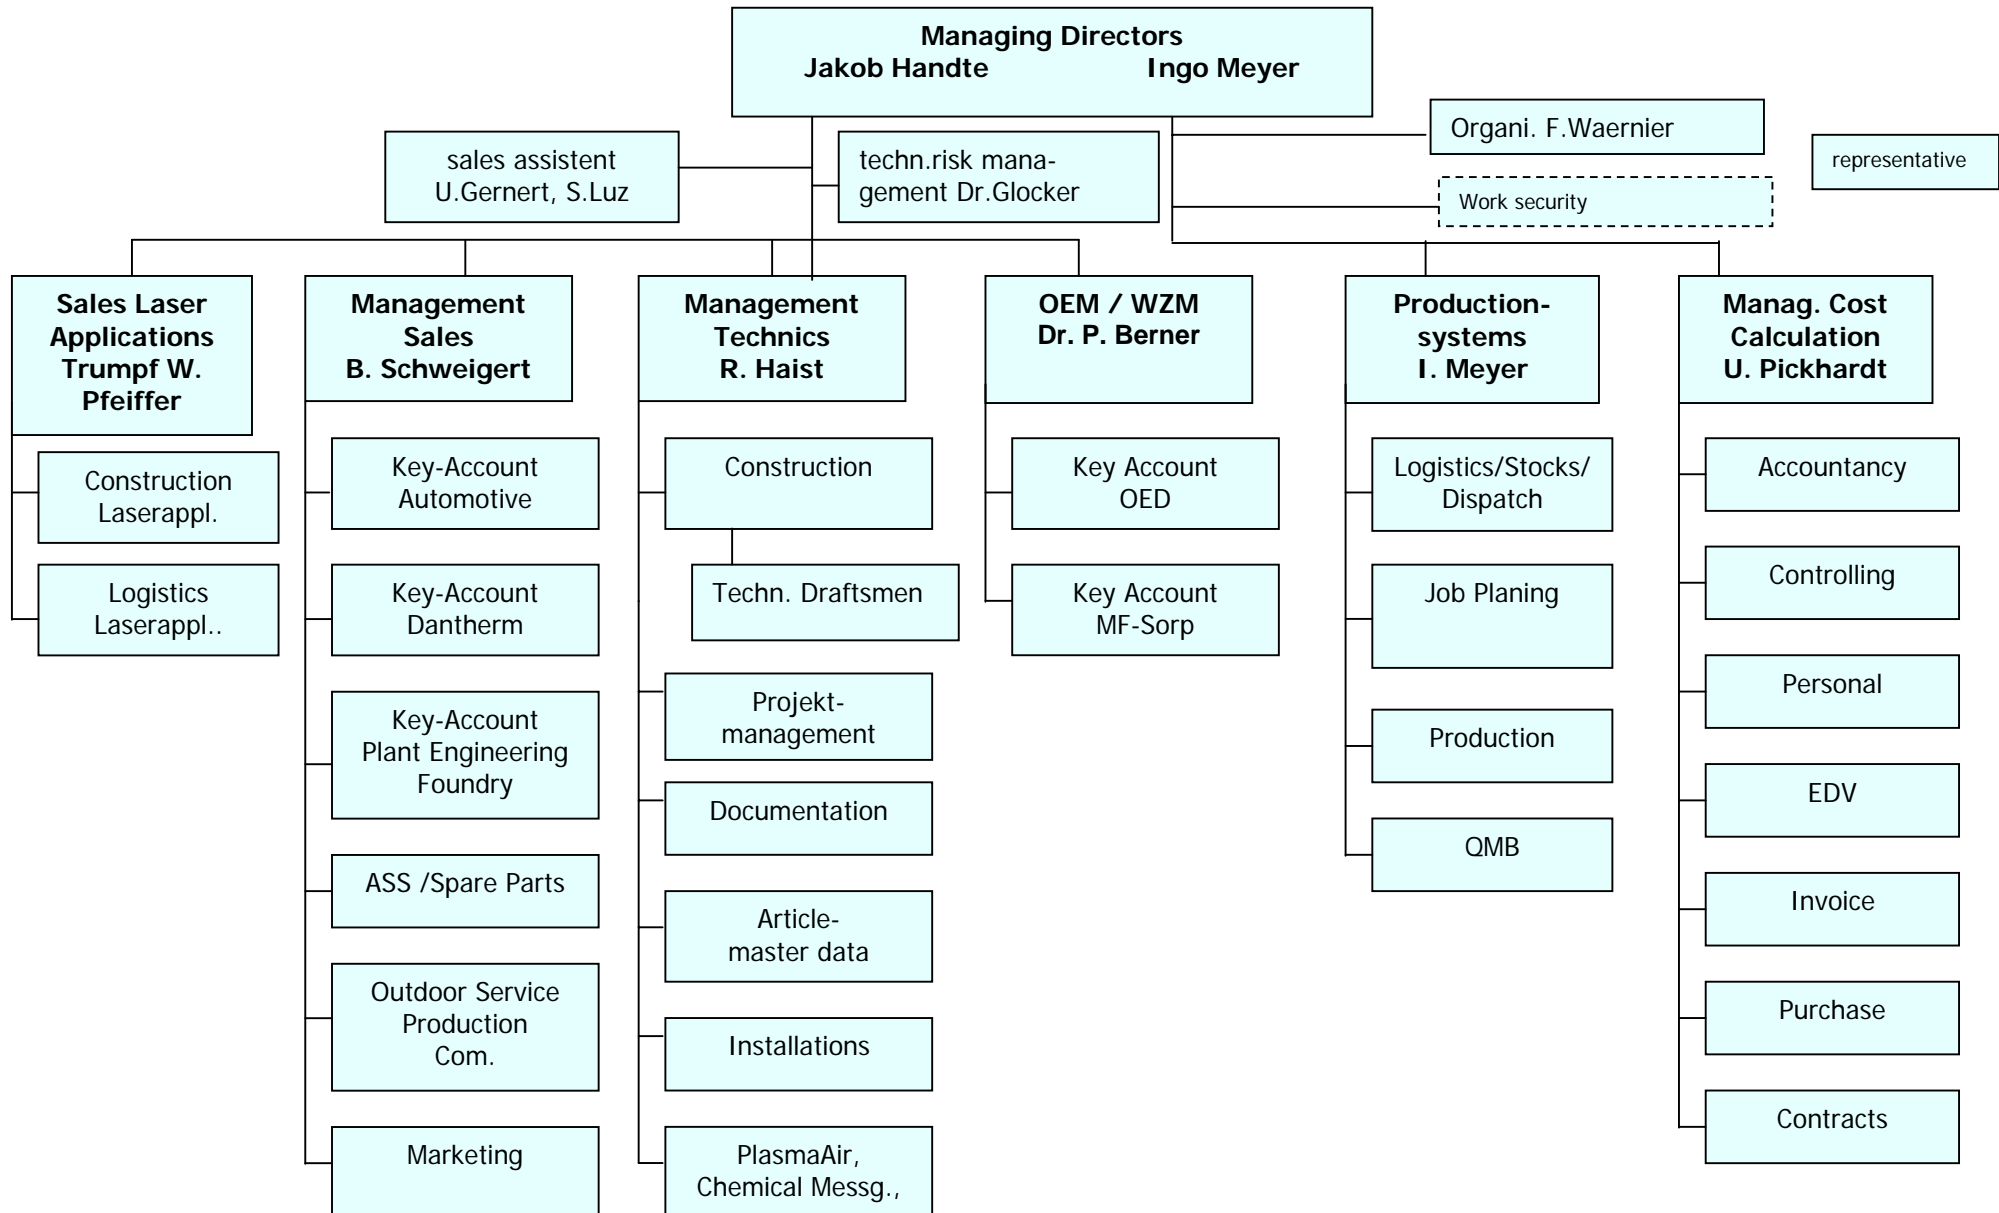 Managing Directors
Jakob Handte Ingo Meyer
sales assistent
U.Gernert, S.Luz
techn.risk mana-
gement Dr.Glocker
Organi. F.Waernier
representative
Work security
Sales Laser
Applications
Trumpf W.
Pfeiffer
Construction
Laserappl.
Logistics
Laserappl..
Management
Sales
B. Schweigert
Key-Account
Automotive
Key-Account
Dantherm
Key-Account
Plant Engineering
Foundry
ASS /Spare Parts
Outdoor Service
Production
Com.
Marketing
Management
Technics
R. Haist
Construction
Techn. Draftsmen
Projekt-
management
Documentation
Article-
master data
Installations
PlasmaAir,
Chemical Messg.,
OEM / WZM
Dr. P. Berner
Key Account
OED
Key Account
MF-Sorp
Production-
systems
I. Meyer
Logistics/Stocks/
Dispatch
Job Planing
Production
QMB
Manag. Cost
Calculation
U. Pickhardt
Accountancy
Controlling
Personal
EDV
Invoice
Purchase
Contracts